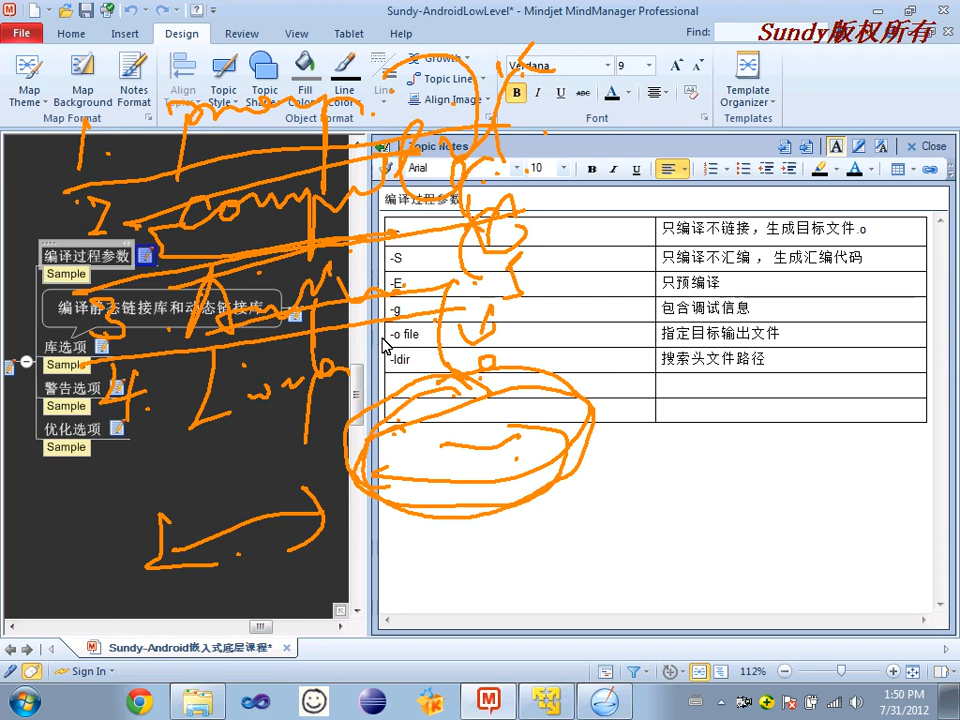 Sundy-AndroidLowLevel* - Mindjet MindManager Professional
File Home Insert Design Review View Tablet Help Find:
Sundy版权所有
Map Theme Map Background Notes Format Align Topic Style Topic Fill Color Line Color Growth Topic Line Align Image
Verdana 9
Template Organizer
Map Format Object Format Font Templates
Topic Notes Close
Arial 10
编译过程参数
只编译不链接，生成目标文件.o
-S 只编译不汇编 ，生成汇编代码
-E 只预编译
-g 包含调试信息
-o file 指定目标输出文件
-Idir 搜索头文件路径
1.
2
3
4.
编译过程参数
Sample
编译静态链接库和动态链接库
库选项
Sample
警告选项
Sample
优化选项
Sample
Sundy-Android嵌入式底层课程*
Sign In 112%
1:50 PM
7/31/2012